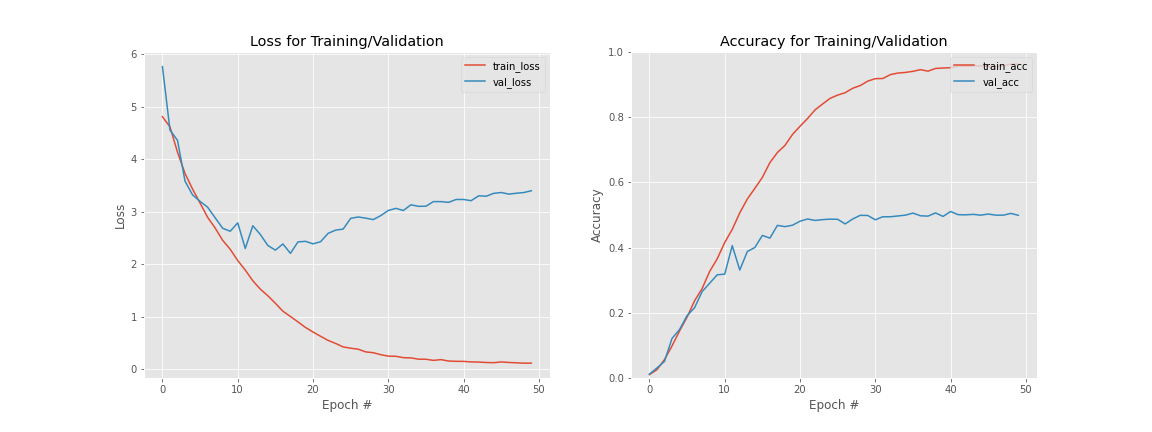 Loss for Training/Validation
train_loss
val_loss
6
5
4
3
2
1
0
Loss
0 10 20 30 40 50
Epoch #
Accuracy for Training/Validation
train_acc
val_acc
1.0
0.8
0.6
0.4
0.2
0.0
Accuracy
0 10 20 30 40 50
Epoch #